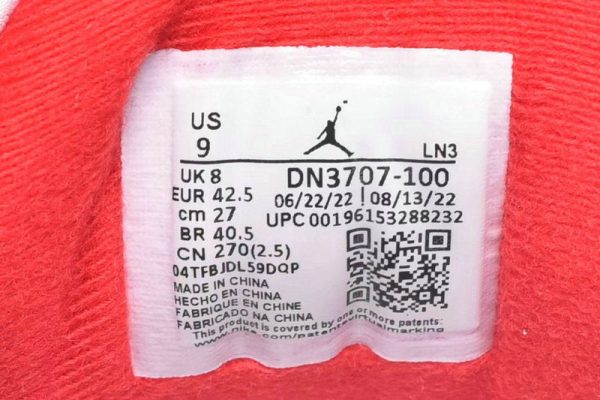 US
9
LN3
UK 8
EUR 42.5
cm 27
BR 40.5
CN 270(2.5)
DN3707-100
06/22/22 | 08/13/22
UPC 00196153288232
04TFBJDL59DQP
MADE IN CHINA
HECHO EN CHINA
FABRIQUE EN CHINE
FABRICADO NA CHINA
This product is covered by one or more patents: